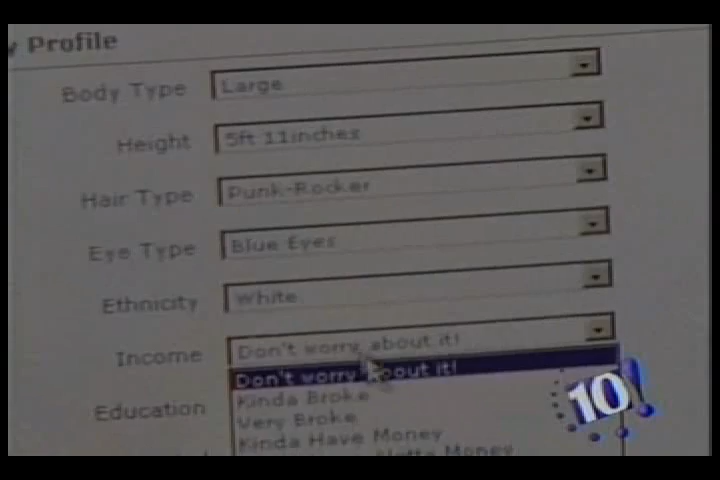 Profile
Body Type Large
Height 5ft 11inches
Hair Type Punk-Rocker
Eye Type Blue Eyes
Ethnicity White
Income Don't worry about it!
Don't worry about it!
Education Kinda Broke
Very Broke
Kinda Have Money
Money
10!